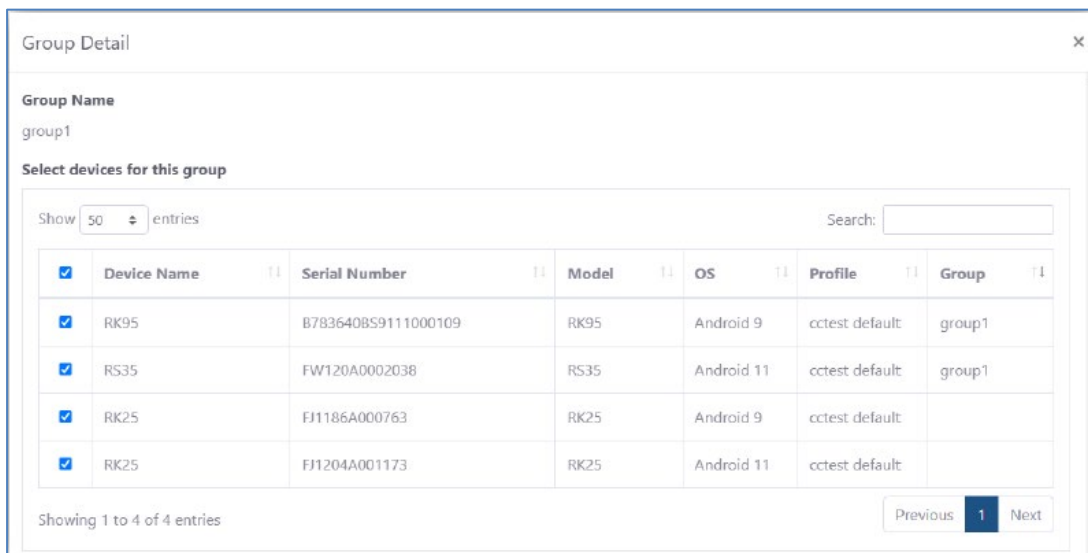 Group Detail ×
Group Name
group1
Select devices for this group
Show 50 entries Search:
Device Name Serial Number Model OS Profile Group
RK95 B783640BS9111000109 RK95 Android 9 cctest default group1
RS35 FW120A0002038 RS35 Android 11 cctest default group1
RK25 FJ1186A000763 RK25 Android 9 cctest default
RK25 FJ1204A001173 RK25 Android 11 cctest default
Showing 1 to 4 of 4 entries Previous 1 Next